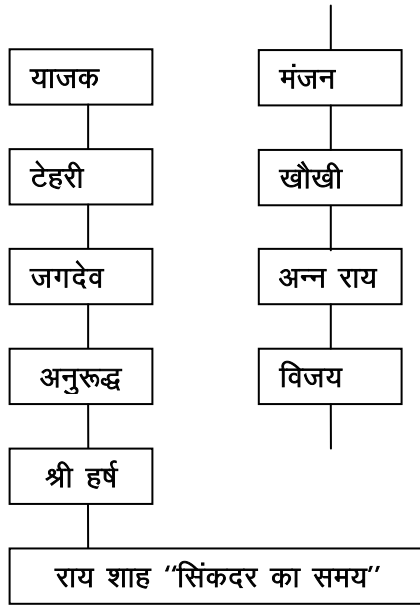 याजक
टेहरी
जगदेव
अनुरूद्ध
श्री हर्ष
मंजन
खौखी
अन्न राय
विजय
राय शाह “सिंकदर का समय”